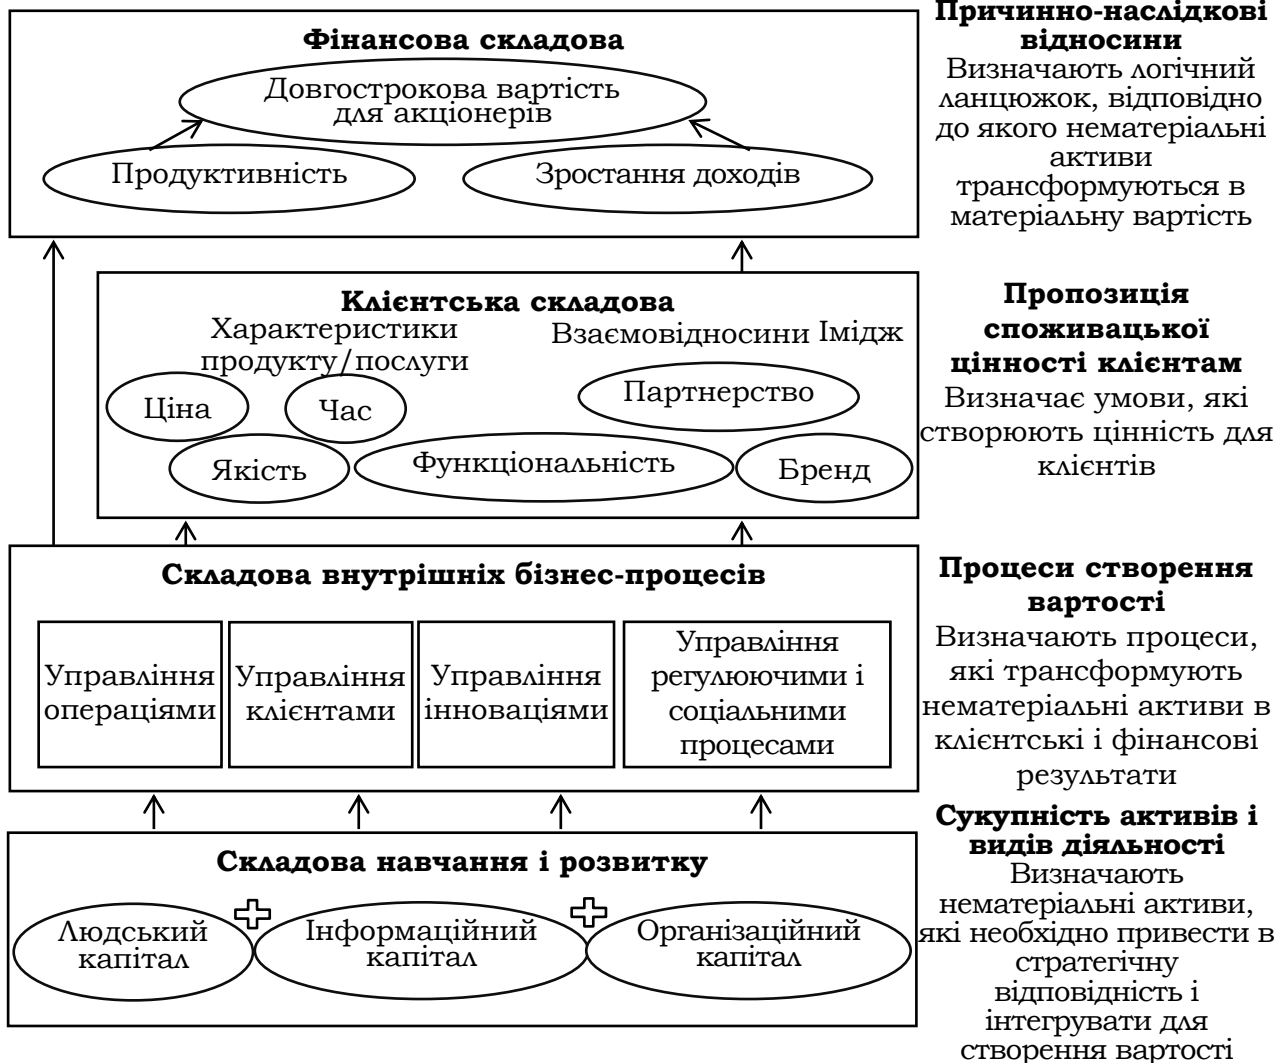 Фінансова складова
Довгострокова вартість
для акціонерів
Продуктивність
Зростання доходів
Причинно-наслідкові
відносини
Визначають логічний
ланцюжок, відповідно
до якого нематеріальні
активи
трансформуються в
матеріальну вартість
Клієнтська складова
Характеристики
продукту/послуги
Взаємовідносини Імідж
Ціна
Час
Партнерство
Якість
Функціональність
Бренд
Пропозиція
споживацької
цінності клієнтам
Визначає умови, які
створюють цінність для
клієнтів
Складова внутрішніх бізнес-процесів
Управління
операціями
Управління
клієнтами
Управління
інноваціями
Управління
регулюючими і
соціальними
процесами
Процеси створення
вартості
Визначають процеси,
які трансформують
нематеріальні активи в
клієнтські і фінансові
результати
Складова навчання і розвитку
Людський
капітал
Інформаційний
капітал
Організаційний
капітал
Сукупність активів і
видів діяльності
Визначають
нематеріальні активи,
які необхідно привести в
стратегічну
відповідність і
інтегрувати для
створення вартості